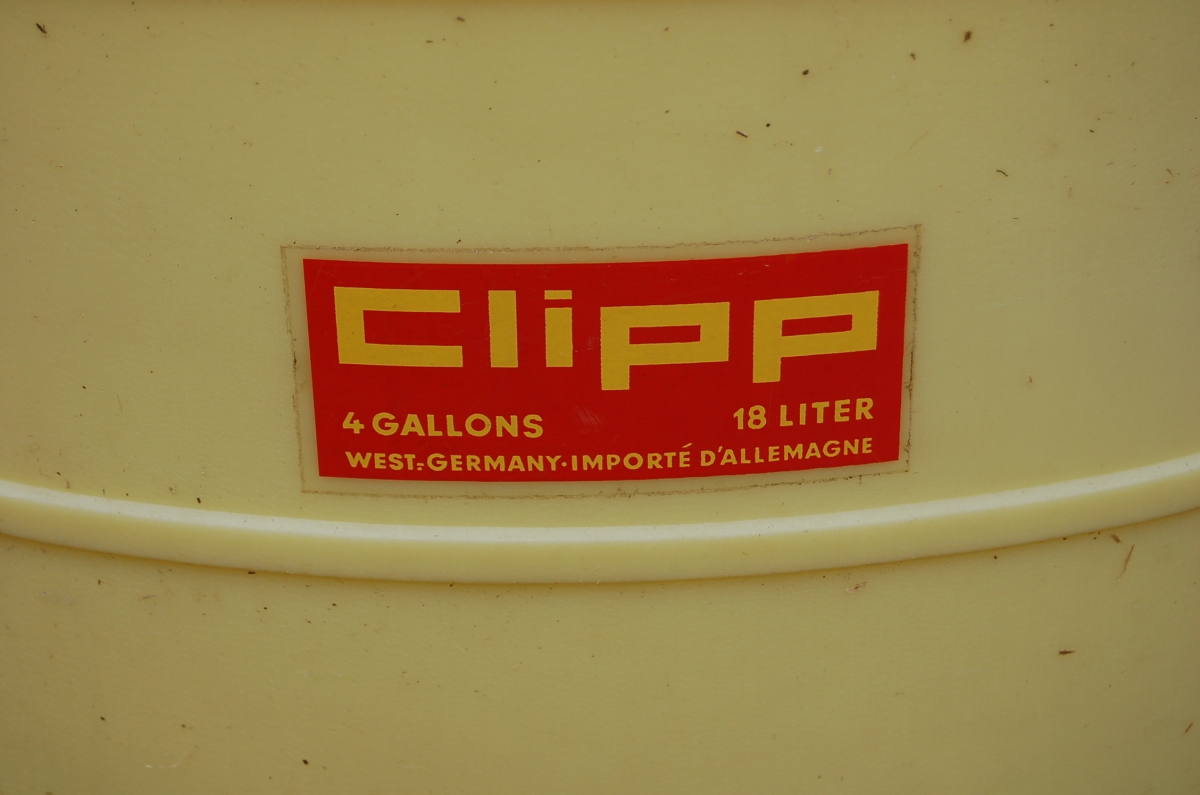 Clipp
4 GALLONS 18 LITER
WEST-GERMANY·IMPORTÉ D'ALLEMAGNE